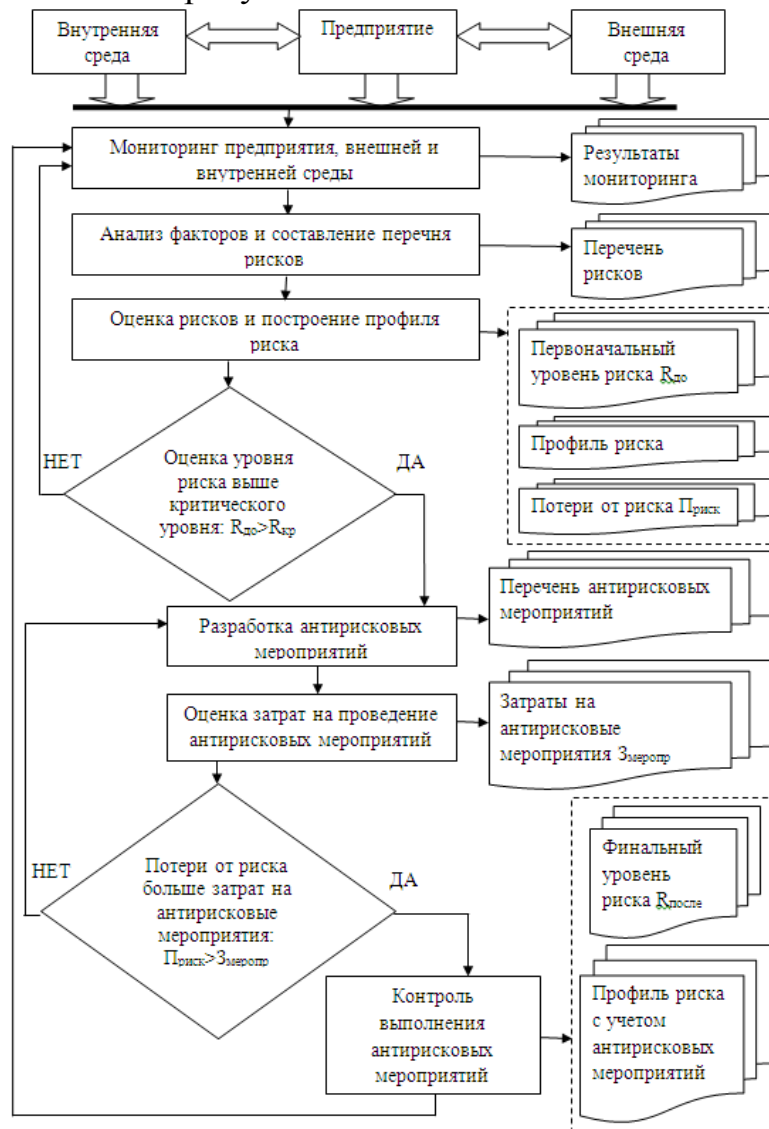 Внутренняя
среда
Предприятие
Внешняя
среда
Мониторинг предприятия, внешней и
внутренней среды
Результаты
мониторинга
Анализ факторов и составление перечня
рисков
Перечень
рисков
Оценка рисков и построение профиля
риска
Первоначальный
уровень риска Rдо
Профиль риска
Потери от рискаПриск
НЕТ
Оценка уровня
риска выше
критического
уровня: Rдо>Rкр
ДА
Разработка антирисковых
мероприятий
Перечень антирисковых
мероприятий
Оценка затрат на проведение
антирисковых мероприятий
Затраты на
антирисковые
мероприятия Змеропр
НЕТ
Потери от риска
больше затрат на
антирисковые
мероприятия:
Приск>Змеропр
ДА
Финальный
уровень
риска Rпосле
Контроль
выполнения
антирисковых
мероприятий
Профиль риска
с учетом
антирисковых
мероприятий